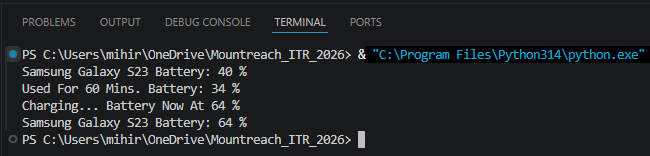 PROBLEMS OUTPUT DEBUG CONSOLE TERMINAL PORTS
PS C:\Users\mihir\OneDrive\Mountreach_ITR_2026> & "C:\Program Files\Python314\python.exe"
Samsung Galaxy S23 Battery: 40 %
Used For 60 Mins. Battery: 34 %
Charging... Battery Now At 64 %
Samsung Galaxy S23 Battery: 64 %
PS C:\Users\mihir\OneDrive\Mountreach_ITR_2026>